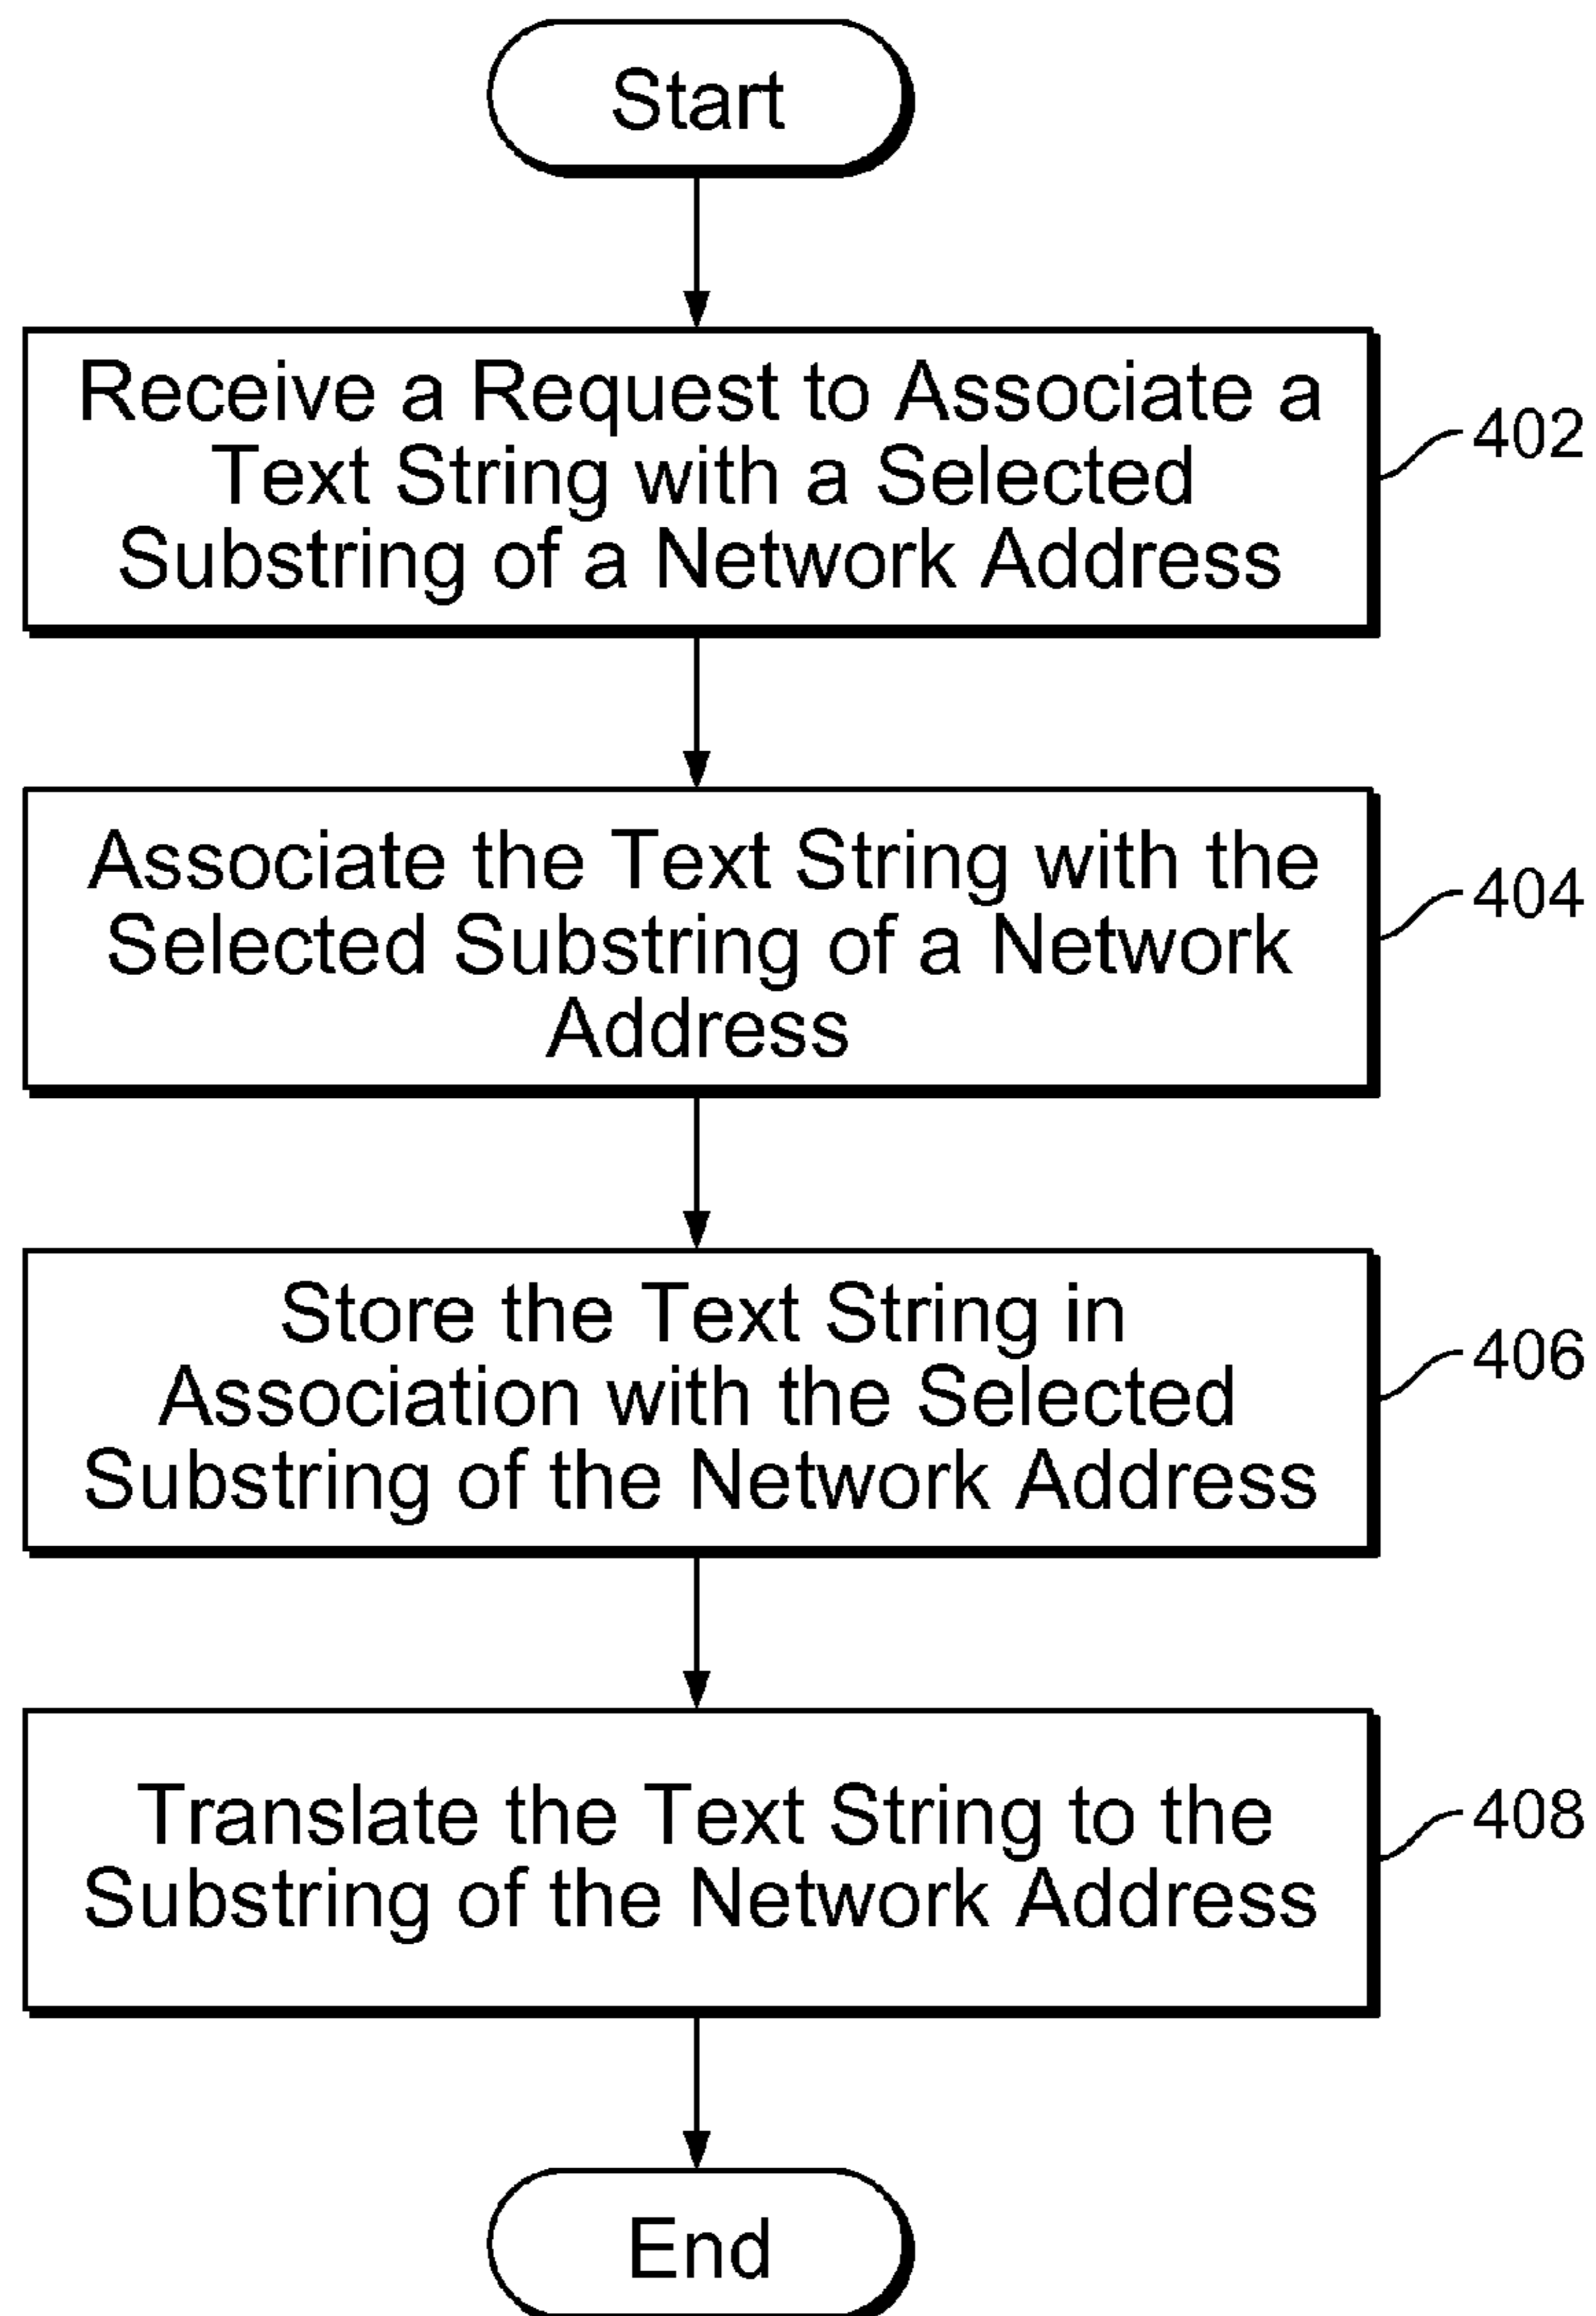 Start
Receive a Request to Associate a
Text String with a Selected
Substring of a Network Address
402
Associate the Text String with the
Selected Substring of a Network
Address
404
Store the Text String in
Association with the Selected
Substring of the Network Address
406
Translate the Text String to the
Substring of the Network Address
408
End